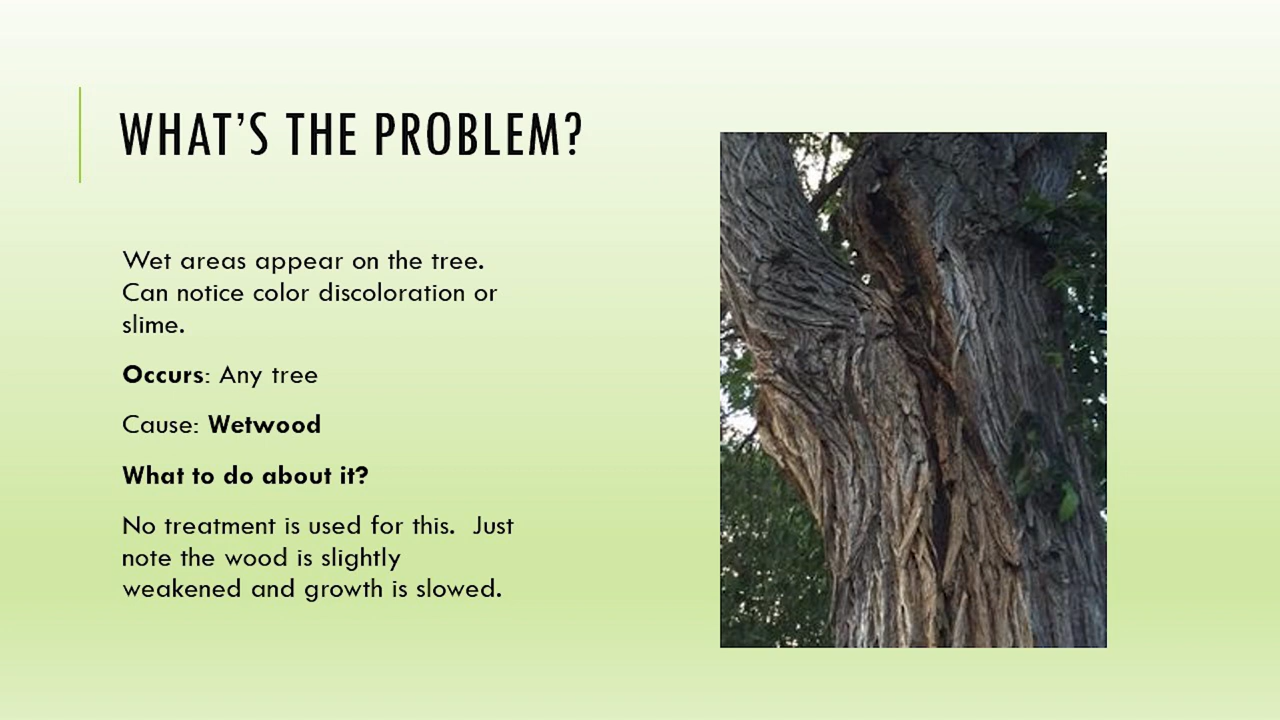 WHAT'S THE PROBLEM?
Wet areas appear on the tree.
Can notice color discoloration or
slime.
Occurs: Any tree
Cause: Wetwood
What to do about it?
No treatment is used for this.  Just
note the wood is slightly
weakened and growth is slowed.